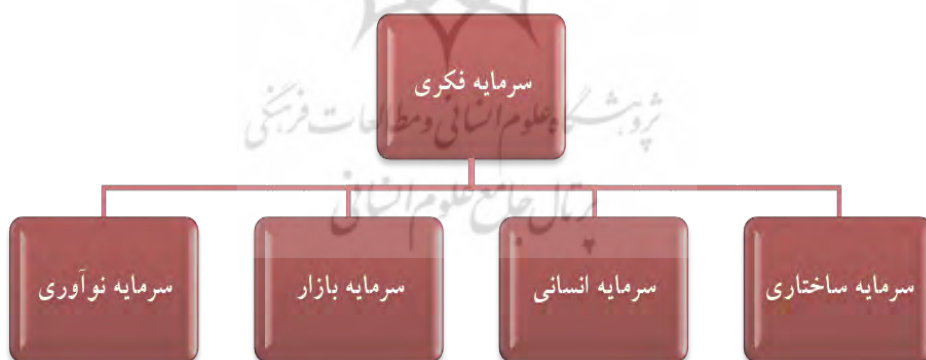 سرمایه فکری
پژوهشگاه علوم انسانی و مطالعات فرهنگی
پرتال جامع علوم انسانی
سرمایه ساختاری
سرمایه انسانی
سرمایه بازار
سرمایه نوآوری